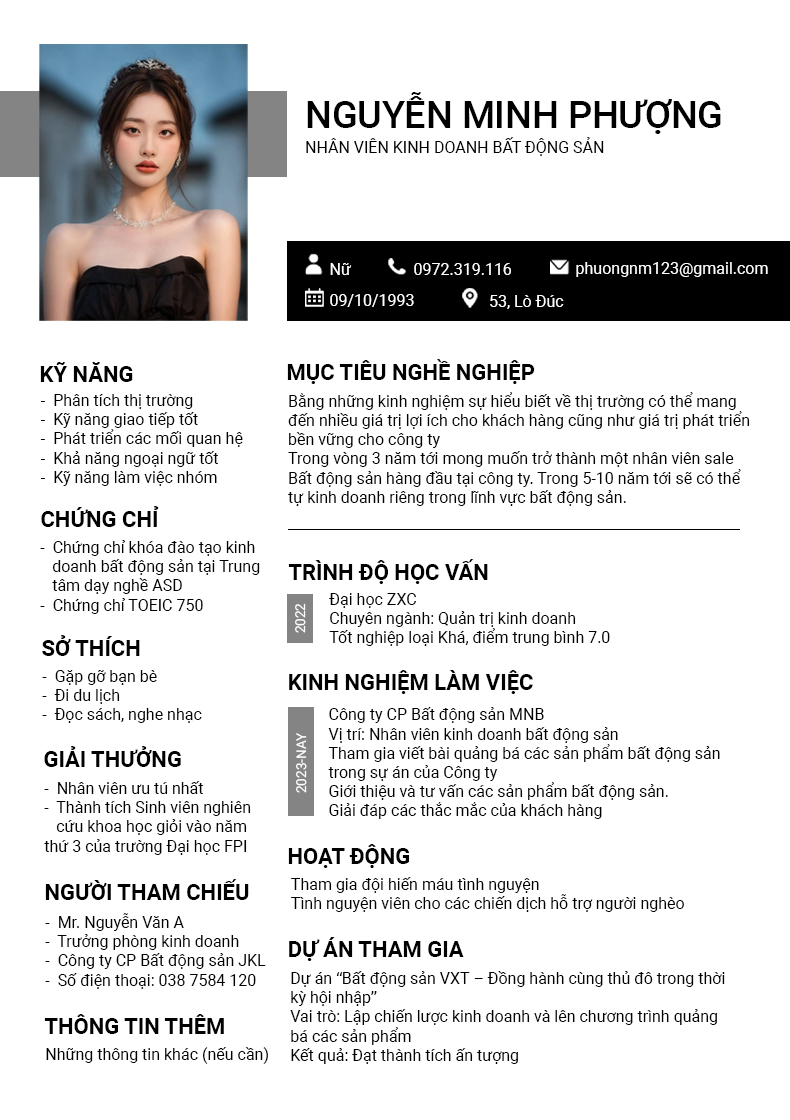 NGUYỄN MINH PHƯỢNG
NHÂN VIÊN KINH DOANH BẤT ĐỘNG SẢN
Nữ 0972.319.116 phuongnm123@gmail.com
09/10/1993 53, Lò Đúc
KỸ NĂNG
- Phân tích thị trường
- Kỹ năng giao tiếp tốt
- Phát triển các mối quan hệ
- Khả năng ngoại ngữ tốt
- Kỹ năng làm việc nhóm
CHỨNG CHỈ
- Chứng chỉ khóa đào tạo kinh
doanh bất động sản tại Trung
tâm dạy nghề ASD
- Chứng chỉ TOEIC 750
SỞ THÍCH
- Gặp gỡ bạn bè
- Đi du lịch
- Đọc sách, nghe nhạc
GIẢI THƯỞNG
- Nhân viên ưu tú nhất
- Thành tích Sinh viên nghiên
cứu khoa học giỏi vào năm
thứ 3 của trường Đại học FPI
NGƯỜI THAM CHIẾU
- Mr. Nguyễn Văn A
- Trưởng phòng kinh doanh
- Công ty CP Bất động sản JKL
- Số điện thoại: 038 7584 120
THÔNG TIN THÊM
Những thông tin khác (nếu cần)
MỤC TIÊU NGHỀ NGHIỆP
Bằng những kinh nghiệm sự hiểu biết về thị trường có thể mang
đến nhiều giá trị lợi ích cho khách hàng cũng như giá trị phát triển
bền vững cho công ty
Trong vòng 3 năm tới mong muốn trở thành một nhân viên sale
Bất động sản hàng đầu tại công ty. Trong 5-10 năm tới sẽ có thể
tự kinh doanh riêng trong lĩnh vực bất động sản.
TRÌNH ĐỘ HỌC VẤN
2022
Đại học ZXC
Chuyên ngành: Quản trị kinh doanh
Tốt nghiệp loại Khá, điểm trung bình 7.0
KINH NGHIỆM LÀM VIỆC
2023-NAY
Công ty CP Bất động sản MNB
Vị trí: Nhân viên kinh doanh bất động sản
Tham gia viết bài quảng bá các sản phẩm bất động sản
trong sự án của Công ty
Giới thiệu và tư vấn các sản phẩm bất động sản.
Giải đáp các thắc mắc của khách hàng
HOẠT ĐỘNG
Tham gia đội hiến máu tình nguyện
Tình nguyện viên cho các chiến dịch hỗ trợ người nghèo
DỰ ÁN THAM GIA
Dự án “Bất động sản VXT – Đồng hành cùng thủ đô trong thời
kỳ hội nhập”
Vai trò: Lập chiến lược kinh doanh và lên chương trình quảng
bá các sản phẩm
Kết quả: Đạt thành tích ấn tượng